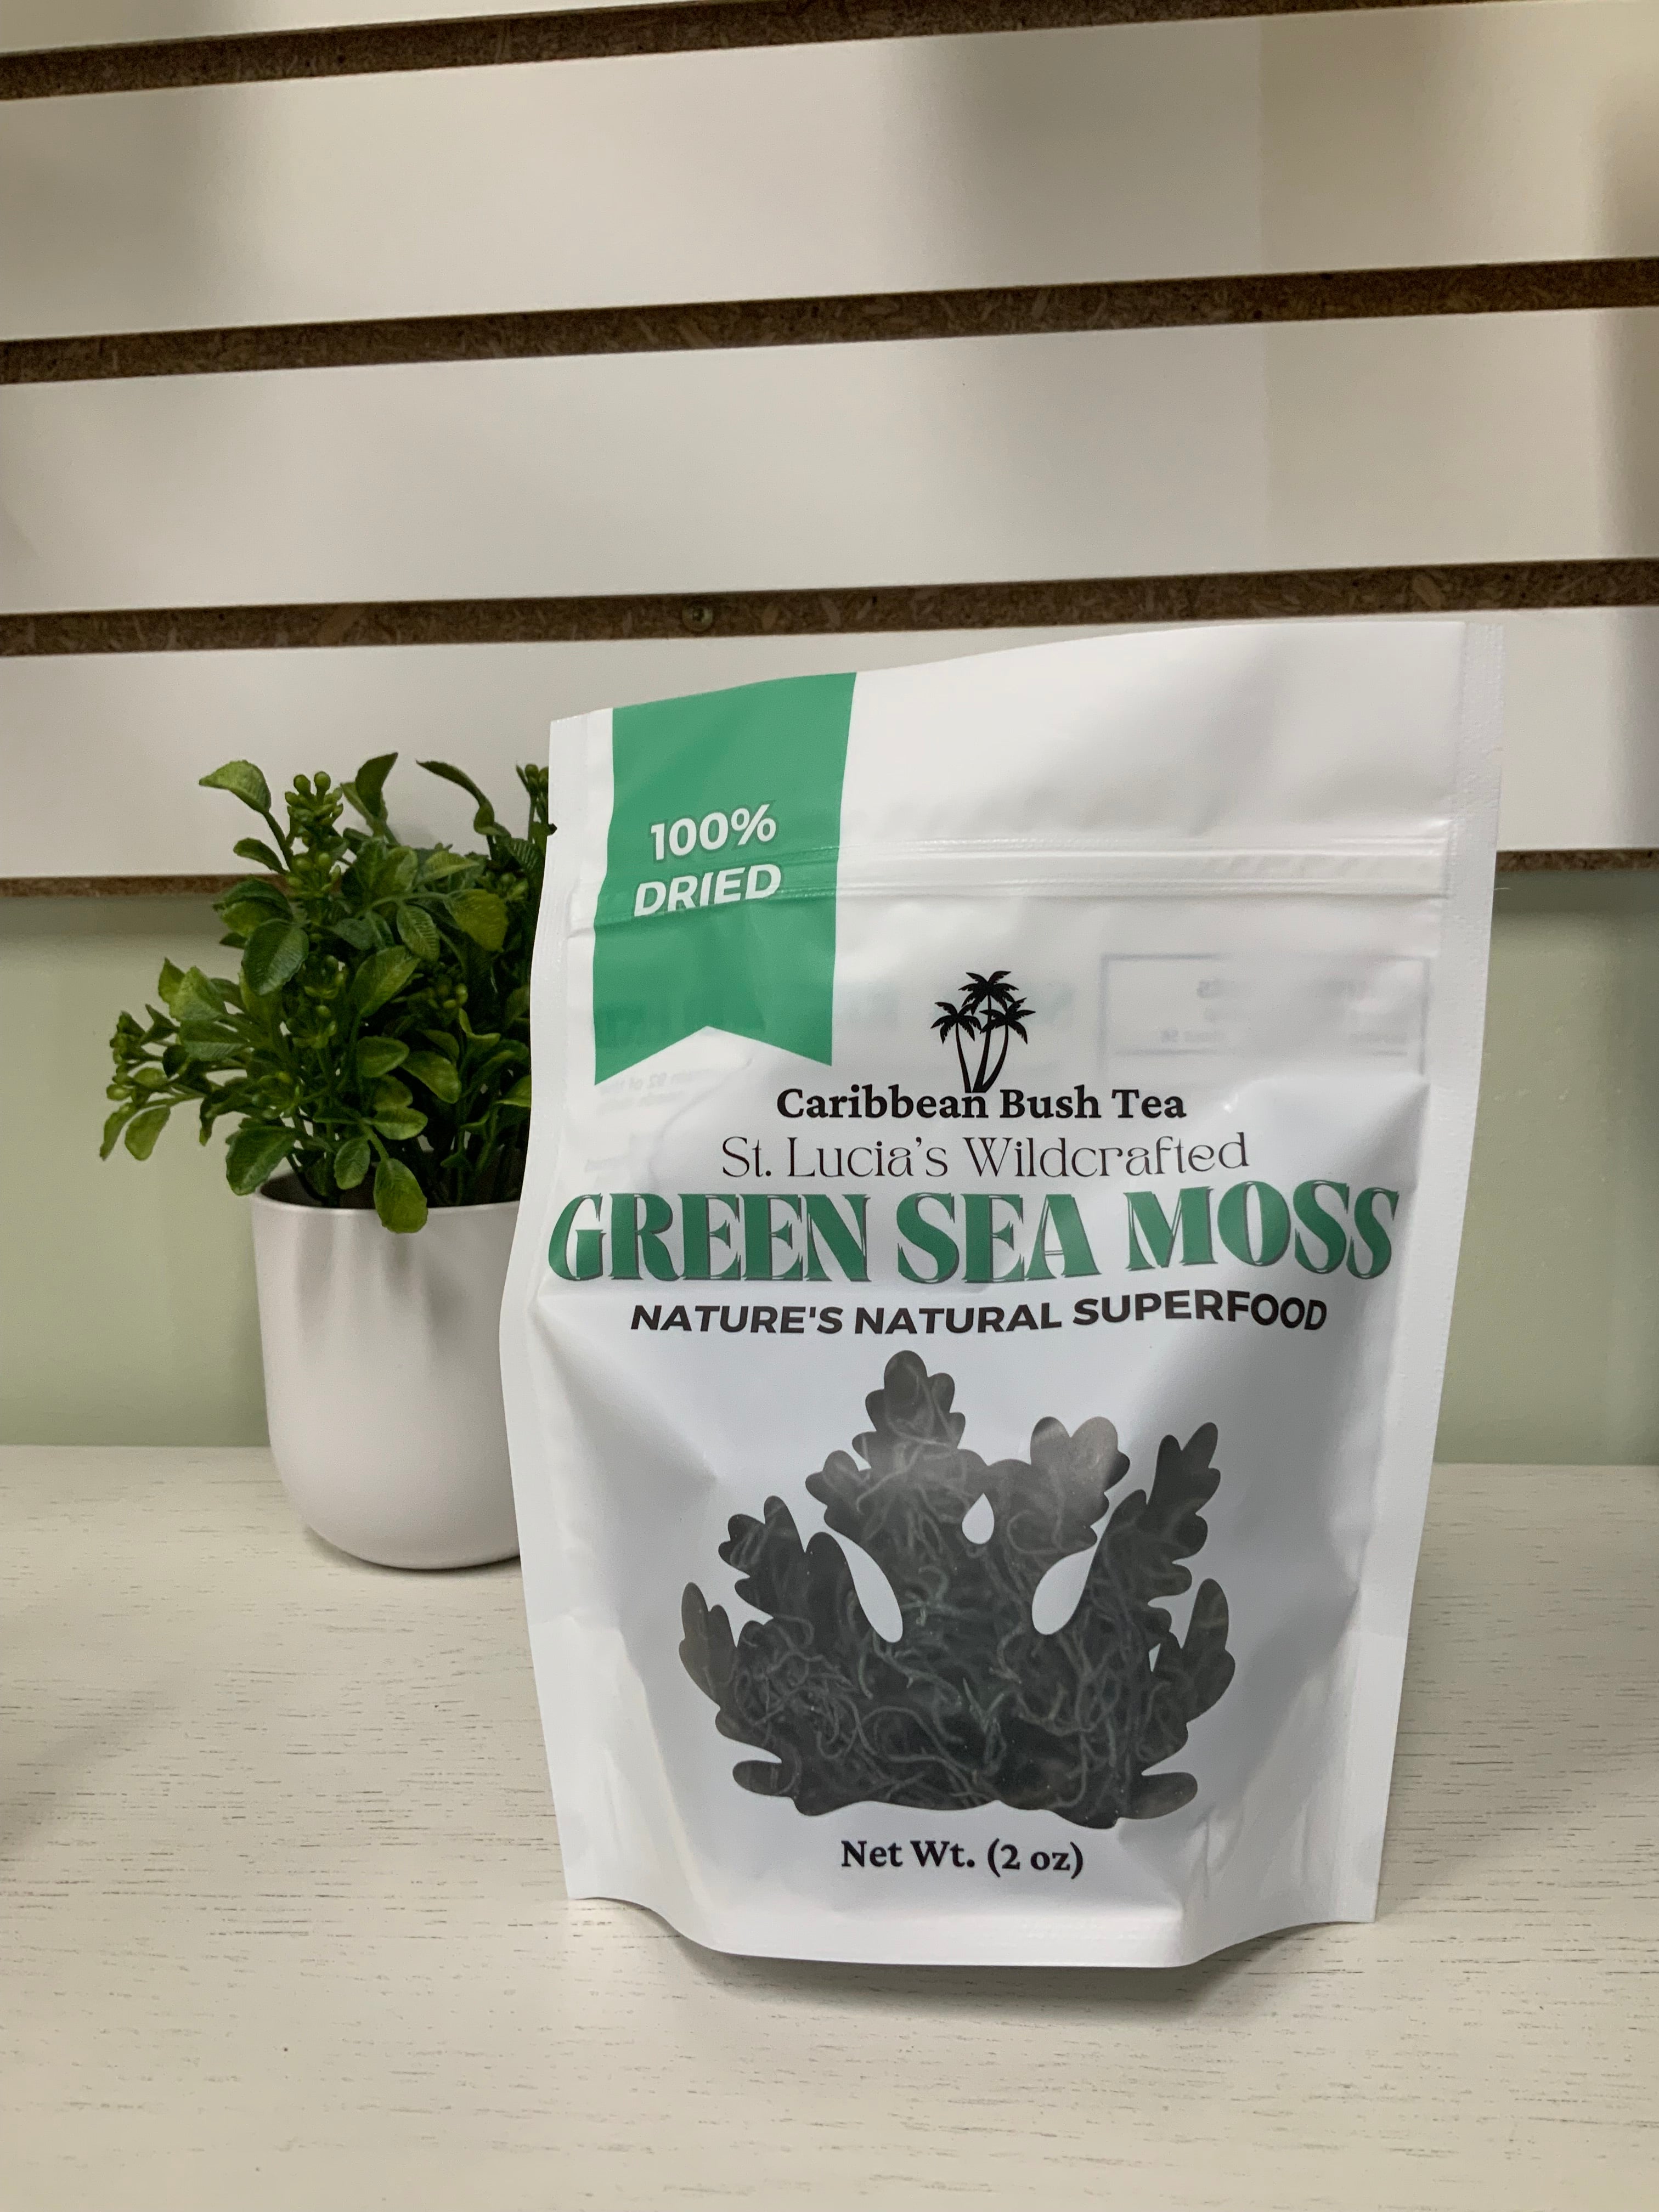 100%
DRIED
Caribbean Bush Tea
St. Lucia's Wildcrafted
GREEN SEA MOSS
NATURE'S NATURAL SUPERFOOD
Net Wt. (2 oz)